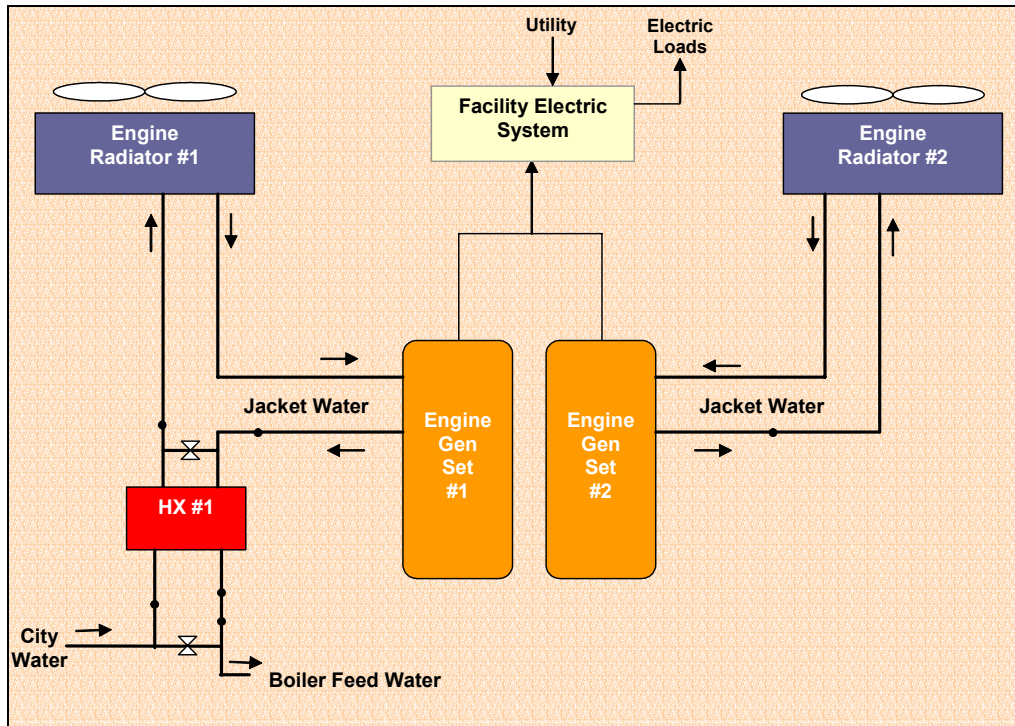 Utility
Electric
Loads
Facility Electric
System
Engine
Radiator #1
Engine
Radiator #2
Jacket Water
Jacket Water
Engine
Gen
Set
#1
Engine
Gen
Set
#2
HX #1
City
Water
Boiler Feed Water